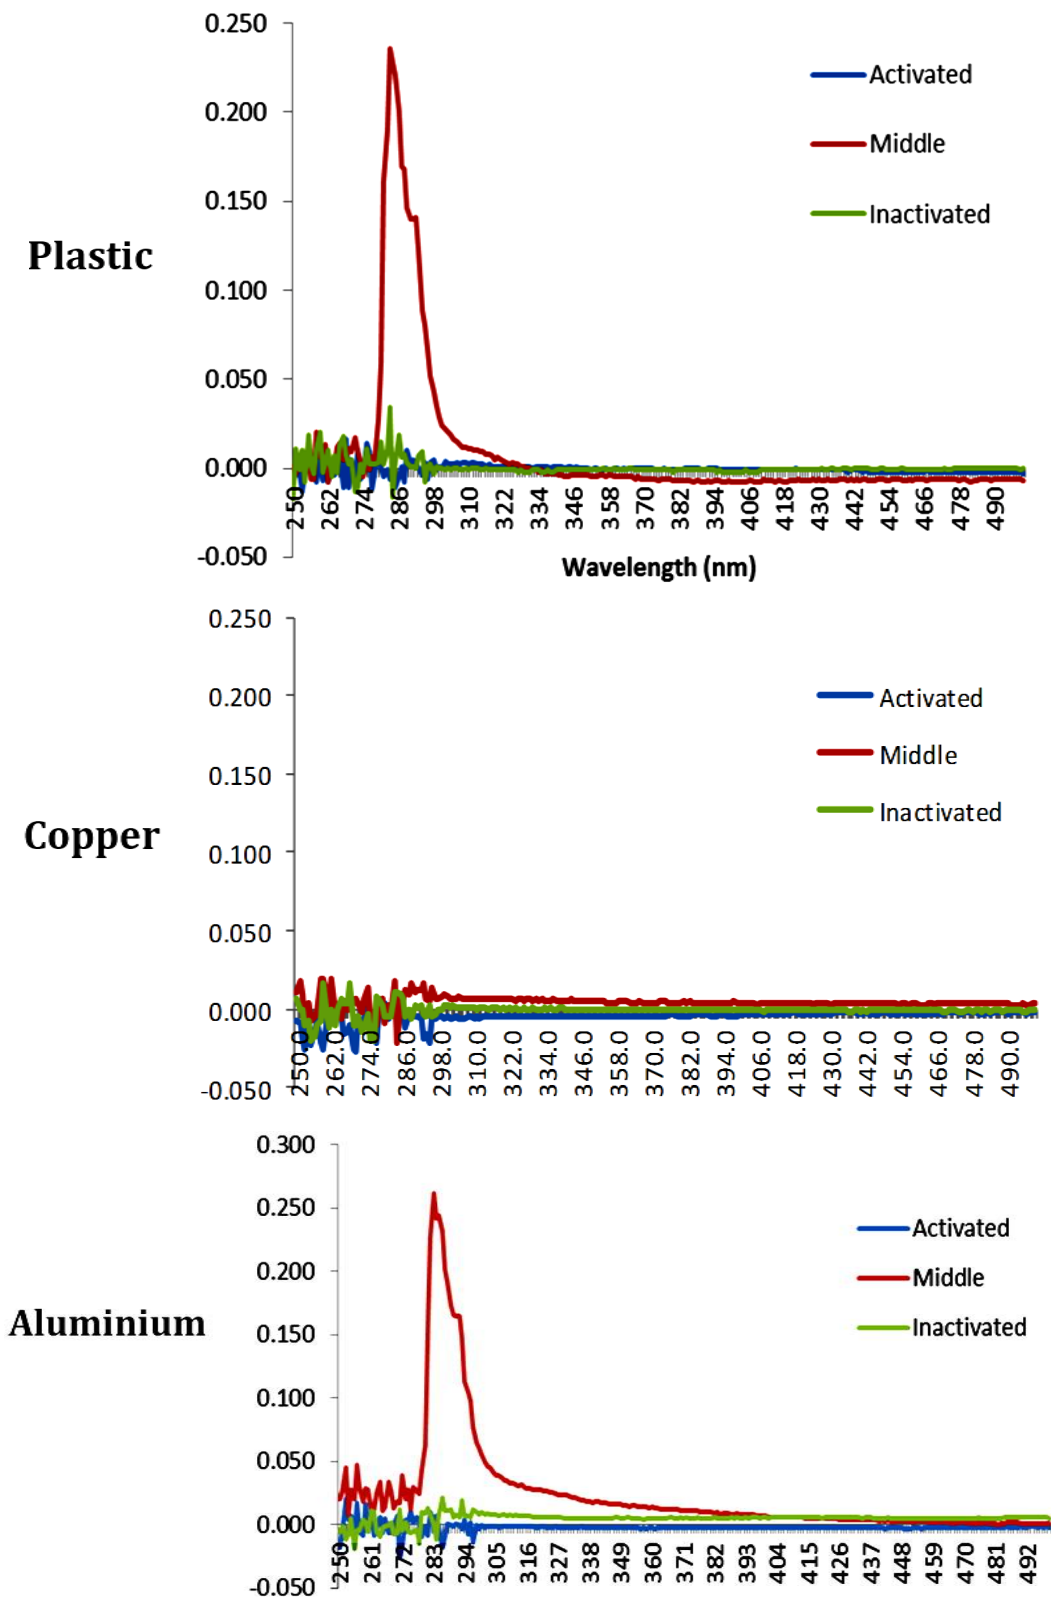 0.250
0.200
0.150
0.100
0.050
0.000
-0.050
Activated
Middle
Inactivated
Plastic
250 262 274 286 298 310 322 334 346 358 370 382 394 406 418 430 442 454 466 478 490
Wavelength (nm)
0.250
0.200
0.150
0.100
0.050
0.000
-0.050
Activated
Middle
Inactivated
Copper
250.0 262.0 274.0 286.0 298.0 310.0 322.0 334.0 346.0 358.0 370.0 382.0 394.0 406.0 418.0 430.0 442.0 454.0 466.0 478.0 490.0
0.300
0.250
0.200
0.150
0.100
0.050
0.000
-0.050
Activated
Middle
Inactivated
Aluminium
250 261 272 283 294 305 316 327 338 349 360 371 382 393 404 415 426 437 448 459 470 481 492